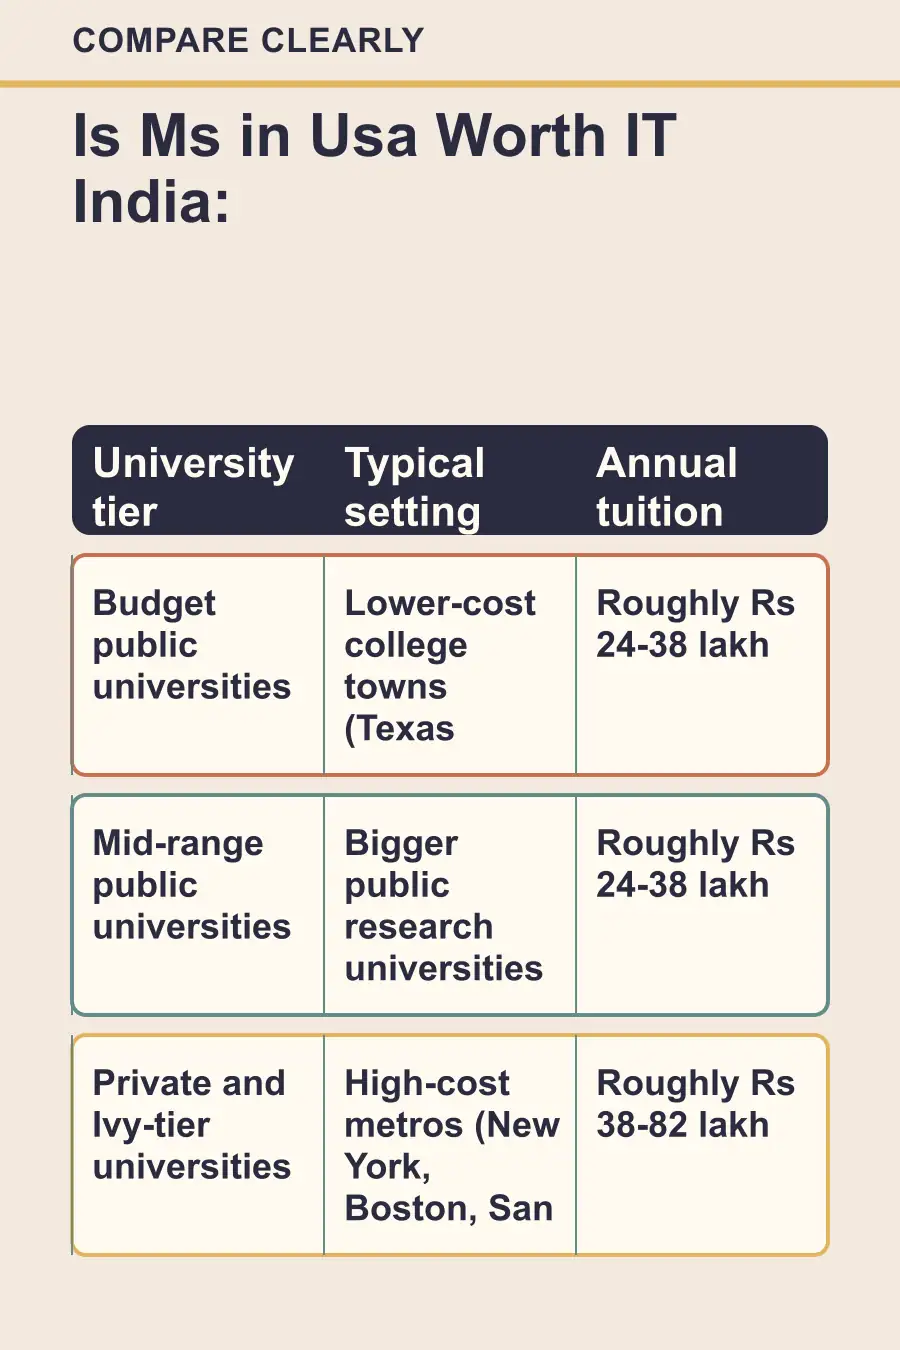 COMPARE CLEARLY
Is Ms in Usa Worth IT
India:
University tier
Typical setting
Annual tuition
Budget
public
universities
Lower-cost
college
towns
(Texas
Roughly Rs
24-38 lakh
Mid-range
public
universities
Bigger
public
research
universities
Roughly Rs
24-38 lakh
Private and
Ivy-tier
universities
High-cost
metros (New
York,
Boston, San
Roughly Rs
38-82 lakh